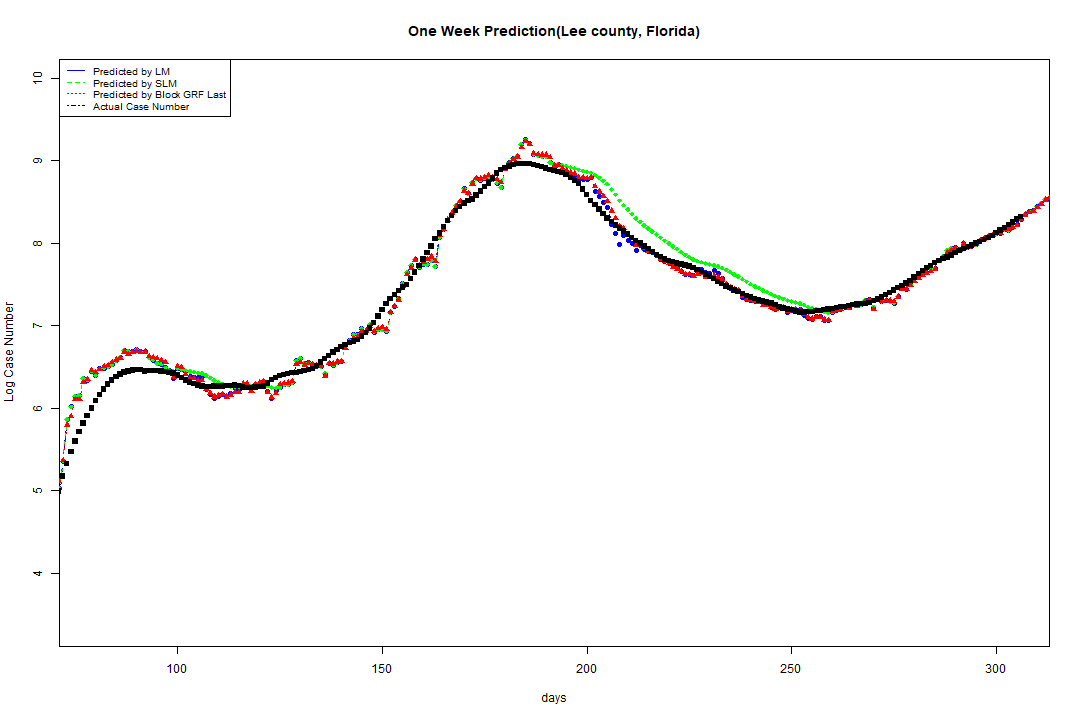 One Week Prediction(Lee county, Florida)
Predicted by LM
Predicted by SLM
Predicted by Block GRF Last
Actual Case Number
10
9
8
7
6
5
4
Log Case Number
100 150 200 250 300
days